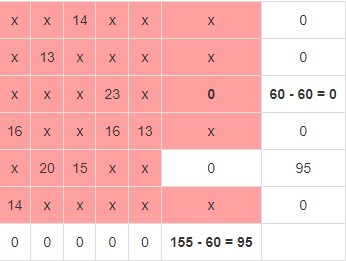 x x 14 x x x 0
x 13 x x x x 0
x x x 23 x 0 60 - 60 = 0
16 x x 16 13 x 0
x 20 15 x x 0 95
14 x x x x x 0
0 0 0 0 0 155 - 60 = 95